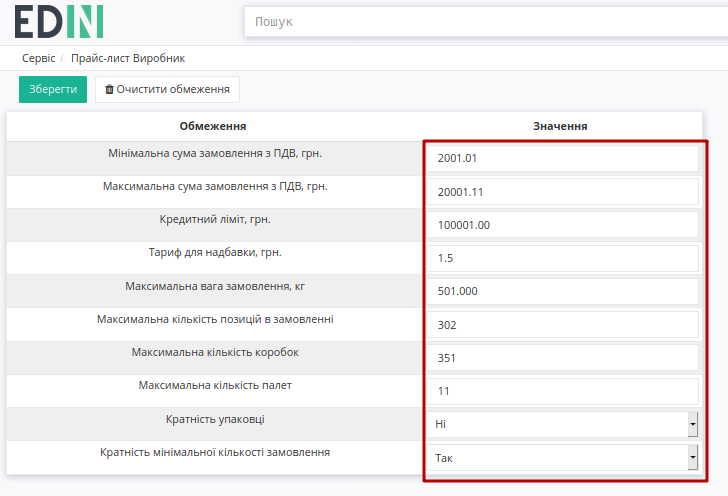 EDIN
Пошук
Сервіс / Прайс-лист Виробник
Зберегти Очистити обмеження
Обмеження Значення
Мінімальна сума замовлення з ПДВ, грн. 2001.01
Максимальна сума замовлення з ПДВ, грн. 20001.11
Кредитний ліміт, грн. 100001.00
Тариф для надбавки, грн. 1.5
Максимальна вага замовлення, кг 501.000
Максимальна кількість позицій в замовленні 302
Максимальна кількість коробок 351
Максимальна кількість палет 11
Кратність упаковці Ні
Кратність мінімальної кількості замовлення Так